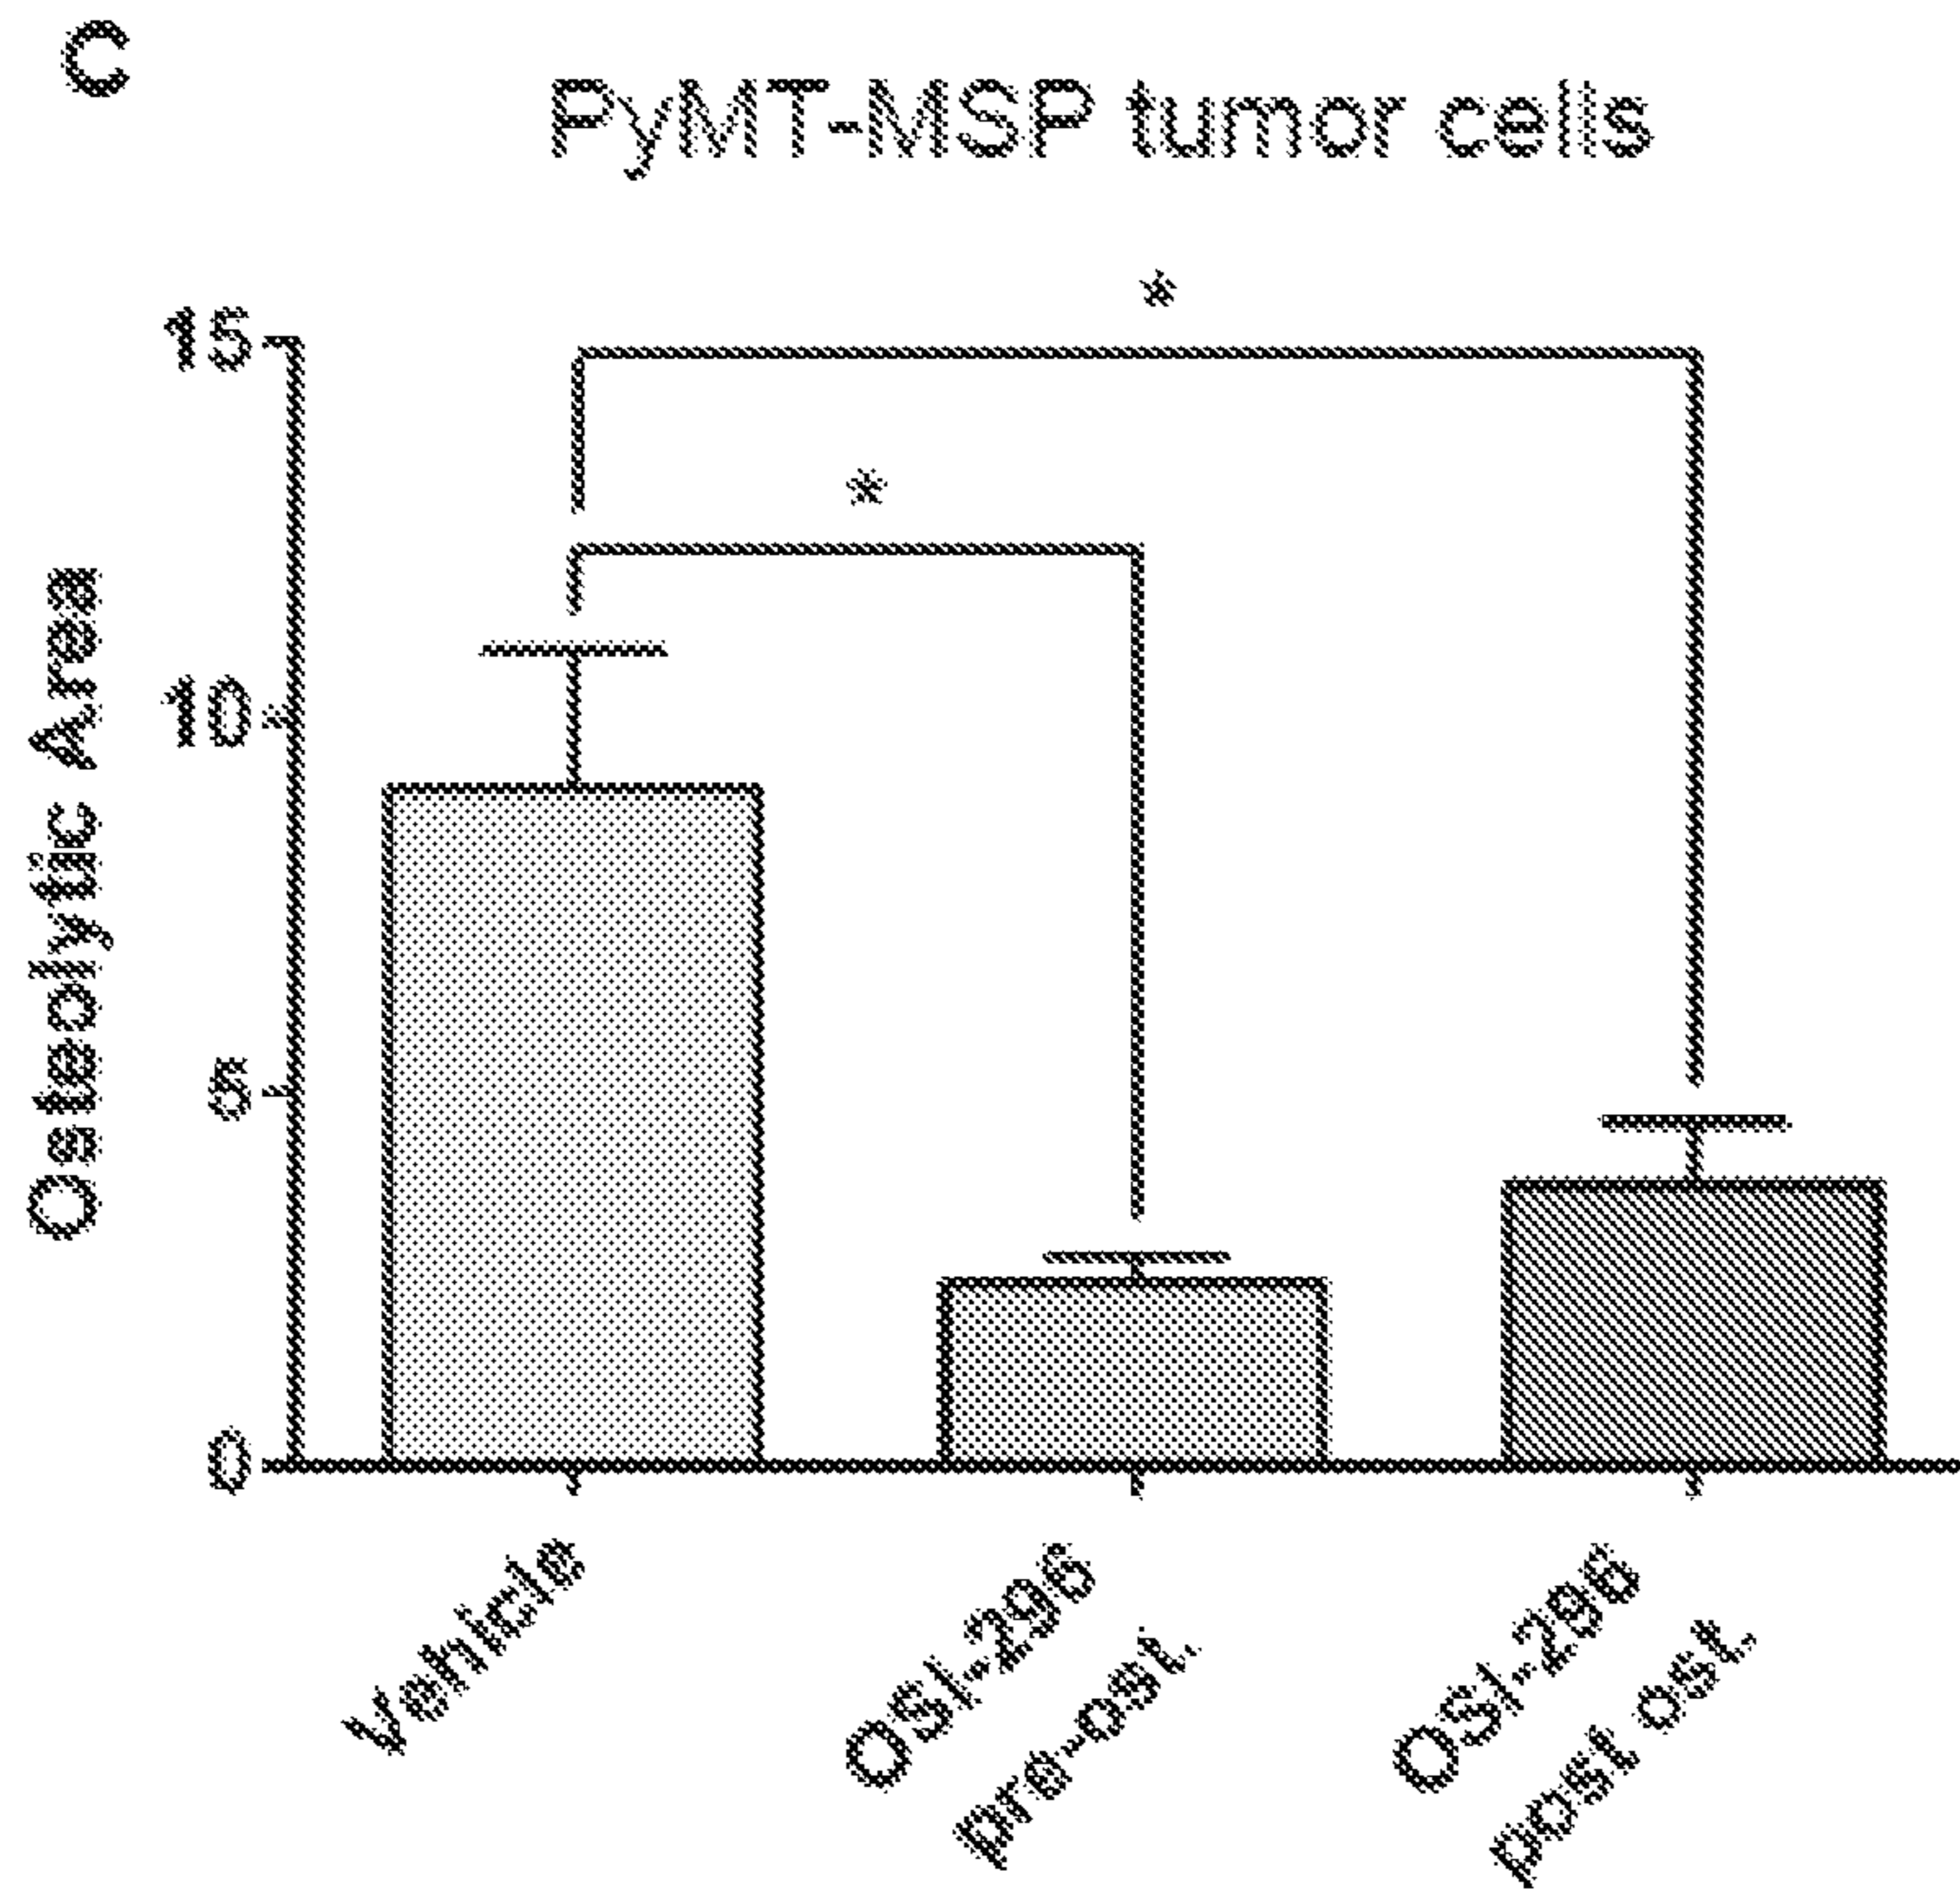 C
PyMT-MSP tumor cells
*
15
*
10
5
0
Osteolytic Area
Vehicle
OSI-296
pre-ost.
OSI-296
post ost.